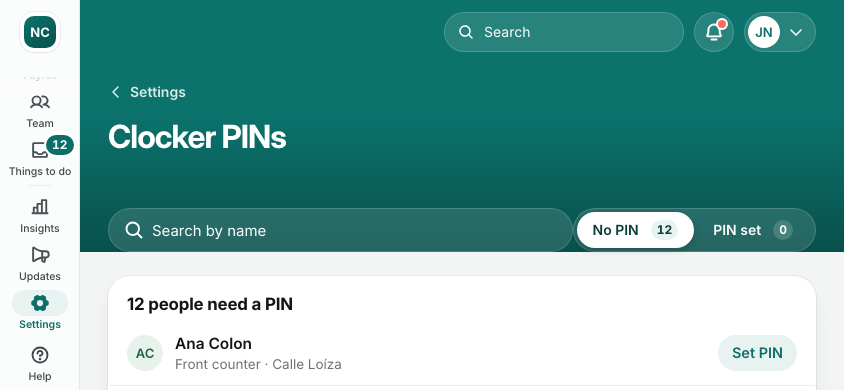 NC
Search
JN
Team
12
Things to do
Insights
Updates
Settings
Help
Settings
Clocker PINs
Search by name
No PIN 12
PIN set 0
12 people need a PIN
AC
Ana Colon
Front counter · Calle Loíza
Set PIN